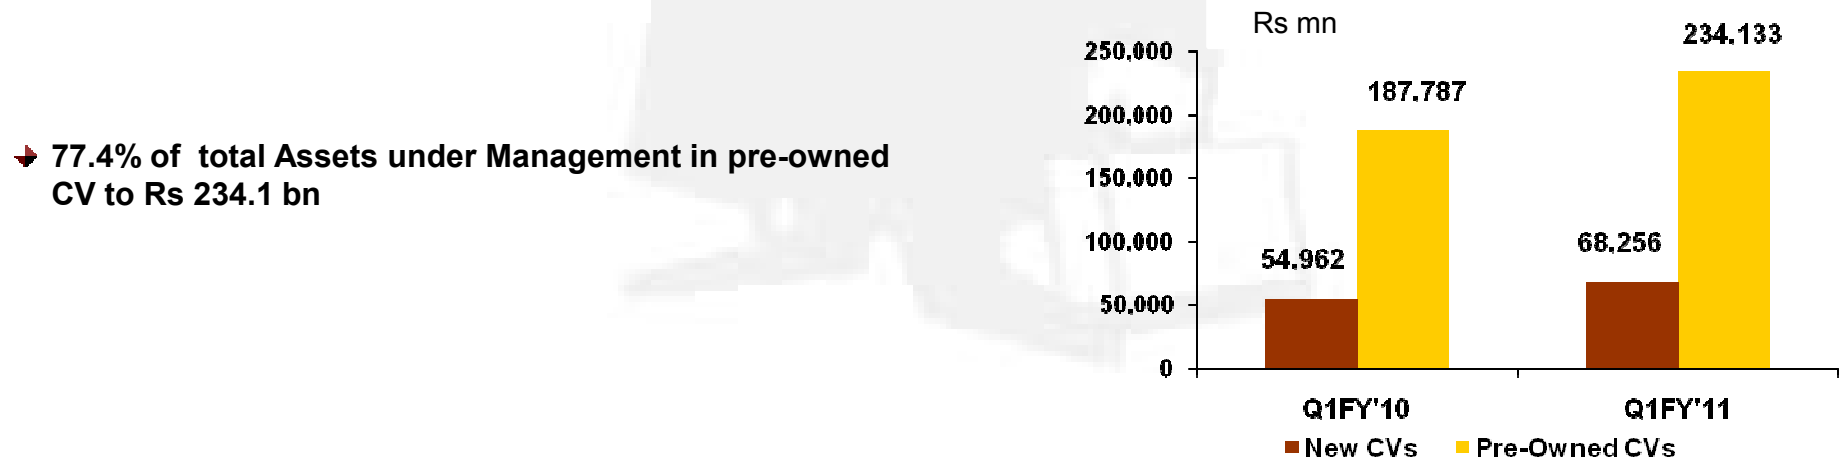 77.4% of total Assets under Management in pre-owned
CV to Rs 234.1 bn
Rs mn
250,000
200,000
150,000
100,000
50,000
0
54,962
187,787
68,256
234,133
Q1FY'10
Q1FY'11
New CVs
Pre-Owned CVs